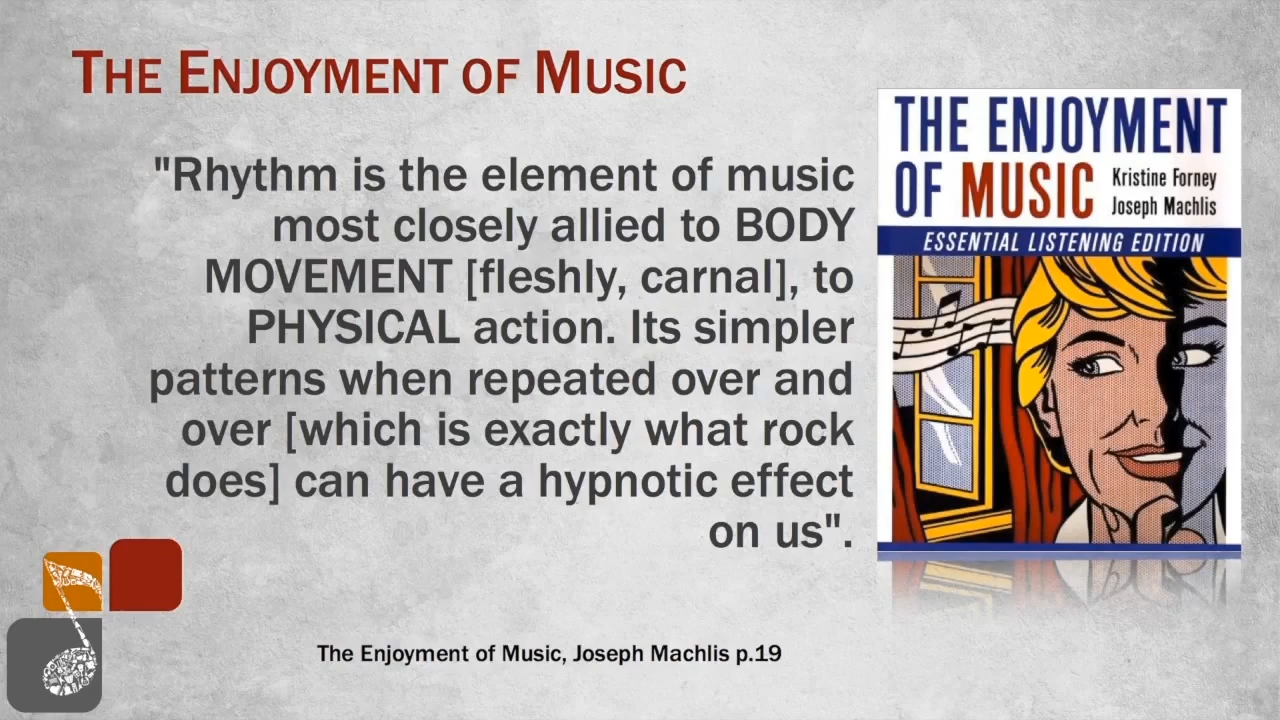 THE ENJOYMENT OF MUSIC
"Rhythm is the element of music
most closely allied to BODY
MOVEMENT [fleshly, carnal], to
PHYSICAL action. Its simpler
patterns when repeated over and
over [which is exactly what rock
does] can have a hypnotic effect
on us".
The Enjoyment of Music, Joseph Machlis p.19
THE ENJOYMENT
OF MUSIC
Kristine Forney
Joseph Machlis
ESSENTIAL LISTENING EDITION